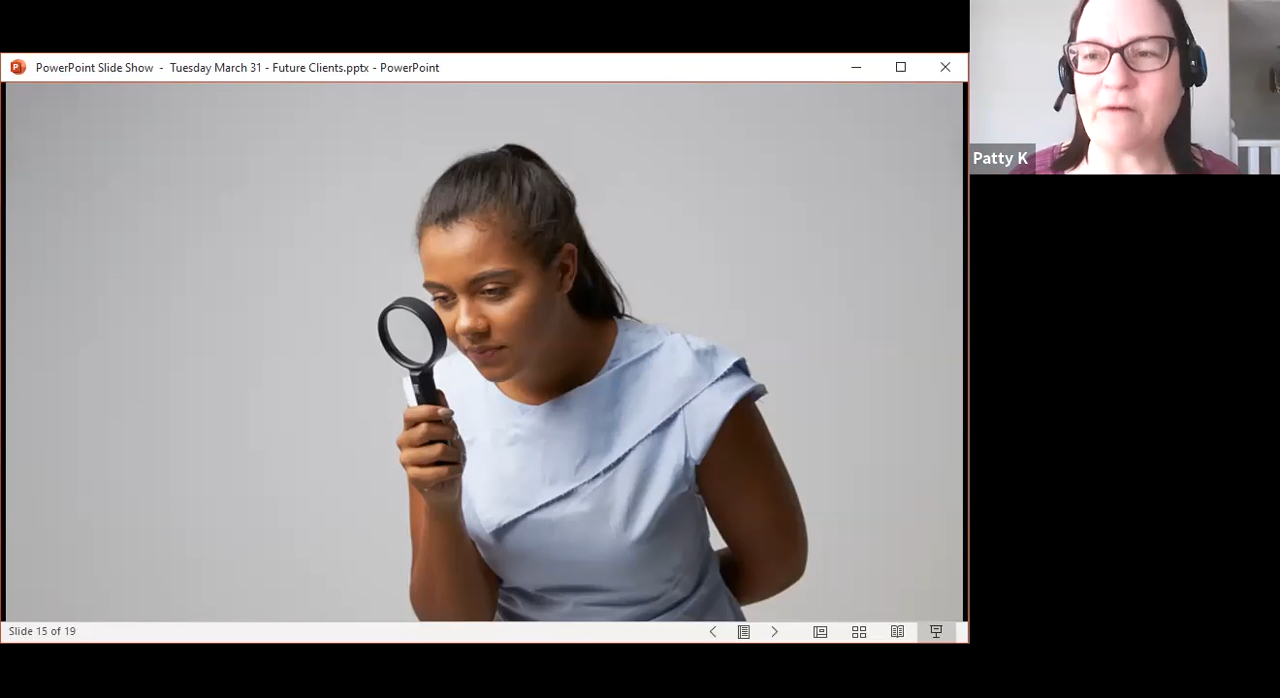 PowerPoint Slide Show - Tuesday March 31 - Future Clients.pptx - PowerPoint
Patty K
Slide 15 of 19